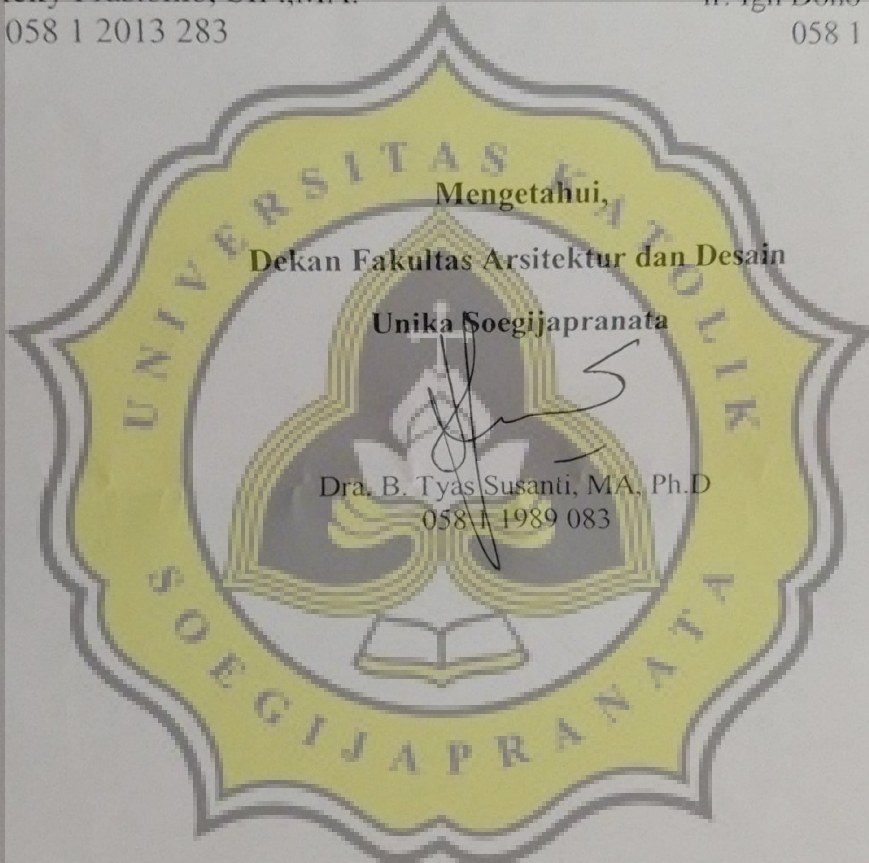 058 1 2013 283
058 1
UNIVERSITAS KATOLIK
Mengetahui,
Dekan Fakultas Arsitektur dan Desain
Unika Soegijapranata
Dra. B. Tyas Susanti, MA, Ph.D
058 1 1989 083
SOEGIJAPRANATA